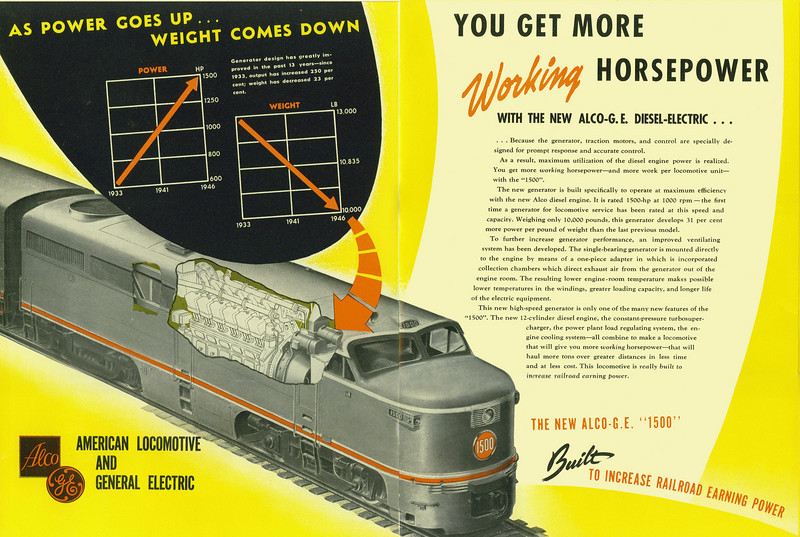 AS POWER GOES UP...
WEIGHT COMES DOWN
POWER
HP
1500
1250
1000
800
600
1933
1941
1946
Generator design has greatly im-
proved in the past 13 years—since
1933, output has increased 250 per
cent; weight has decreased 23 per
cent.
WEIGHT
LB
13,000
10,835
10,000
1933
1941
1946
1500
ALCO
GE
AMERICAN LOCOMOTIVE
AND
GENERAL ELECTRIC
YOU GET MORE
Working HORSEPOWER
WITH THE NEW ALCO-G.E. DIESEL-ELECTRIC . . .
. . . Because the generator, traction motors, and control are specially de-
signed for prompt response and accurate control.
As a result, maximum utilization of the diesel engine power is realized.
You get more working horsepower—and more work per locomotive unit—
with the "1500".
The new generator is built specifically to operate at maximum efficiency
with the new Alco diesel engine. It is rated 1500-hp at 1000 rpm—the first
time a generator for locomotive service has been rated at this speed and
capacity. Weighing only 10,000 pounds, this generator develops 31 per cent
more power per pound of weight than the last previous model.
To further increase generator performance, an improved ventilating
system has been developed. The single-bearing generator is mounted directly
to the engine by means of a one-piece adapter in which is incorporated
collection chambers which direct exhaust air from the generator out of the
engine room. The resulting lower engine-room temperature makes possible
lower temperatures in the windings, greater loading capacity, and longer life
of the electric equipment.
This new high-speed generator is only one of the many new features of the
"1500". The new 12-cylinder diesel engine, the constant-pressure turbosuper-
charger, the power plant load regulating system, the en-
gine cooling system—all combine to make a locomotive
that will give you more working horsepower—that will
haul more tons over greater distances in less time
and at less cost. This locomotive is really built to
increase railroad earning power.
THE NEW ALCO-G.E. "1500"
Built
TO INCREASE RAILROAD EARNING POWER